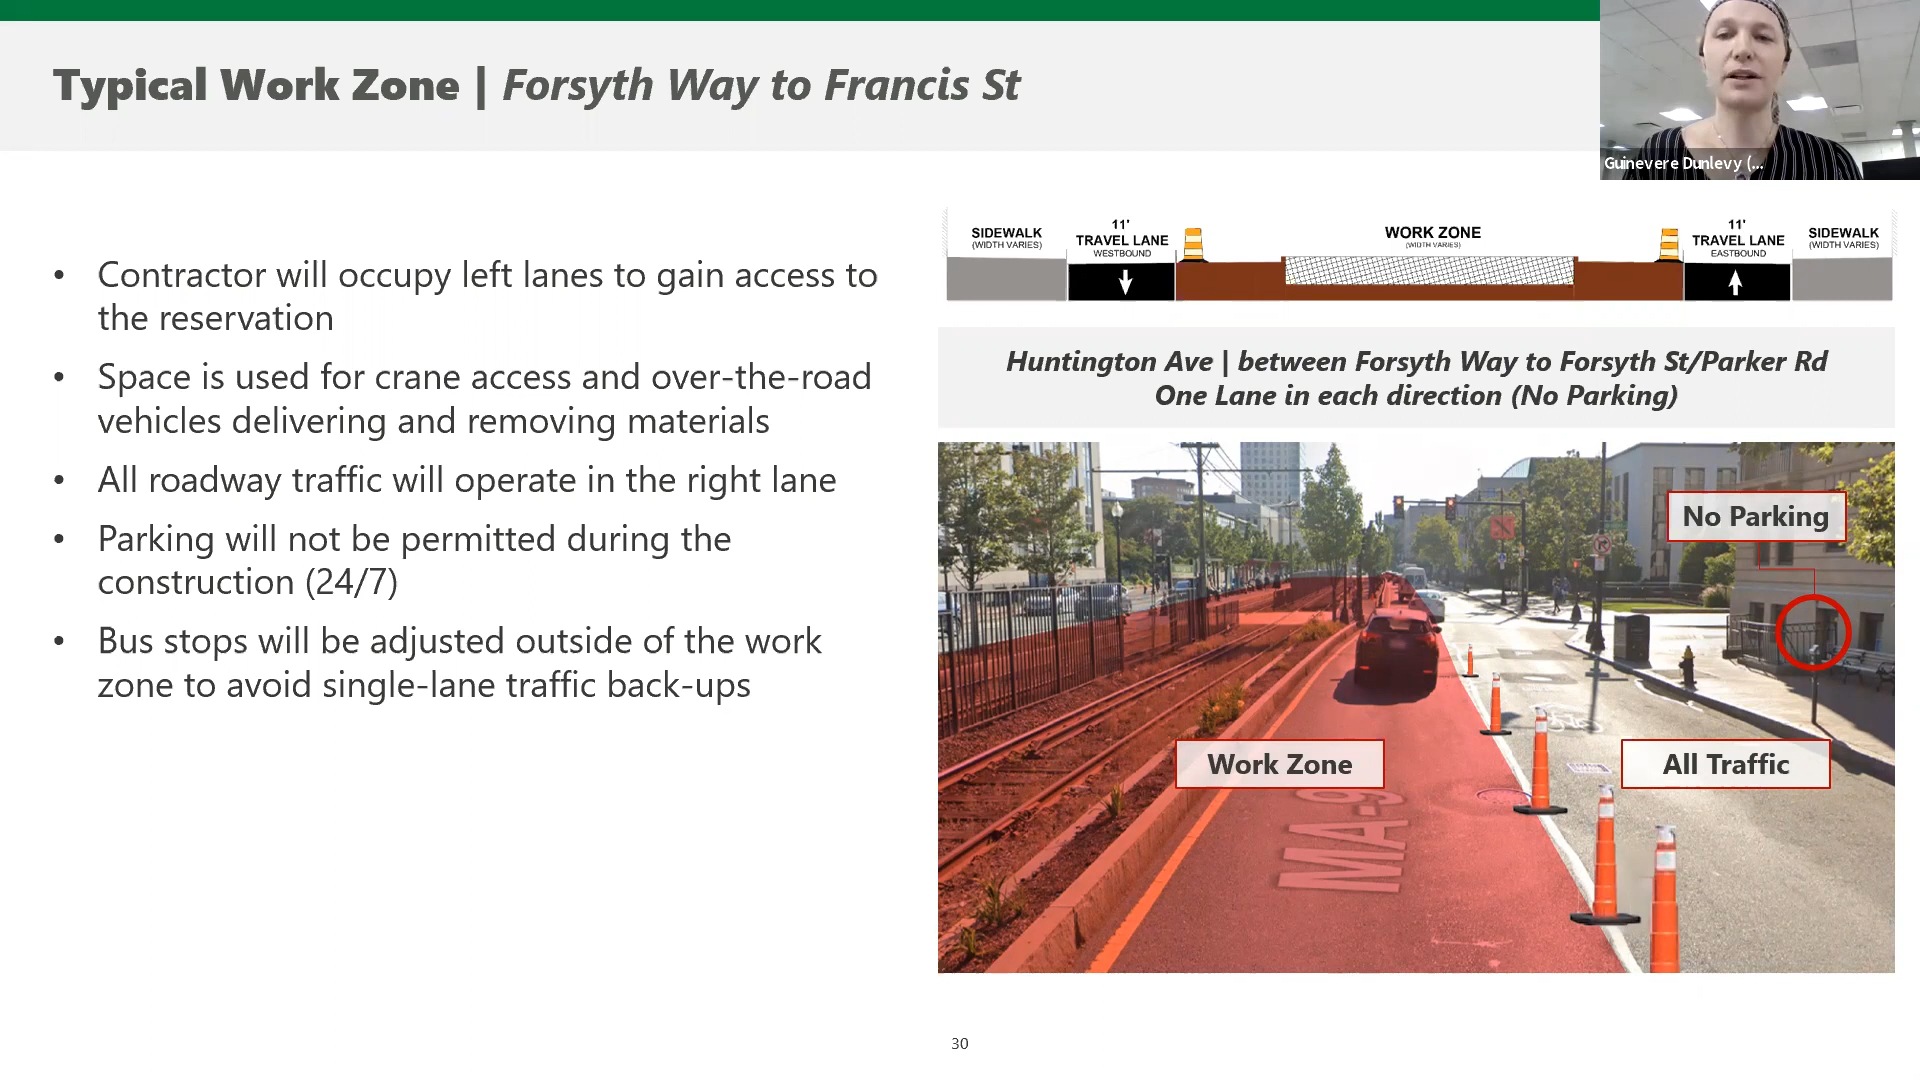 Typical Work Zone | Forsyth Way to Francis St
Guinevere Dunlevy (...
• Contractor will occupy left lanes to gain access to
the reservation
• Space is used for crane access and over-the-road
vehicles delivering and removing materials
• All roadway traffic will operate in the right lane
• Parking will not be permitted during the
construction (24/7)
• Bus stops will be adjusted outside of the work
zone to avoid single-lane traffic back-ups
SIDEWALK
(WIDTH VARIES)
11'
TRAVEL LANE
WESTBOUND
WORK ZONE
(WIDTH VARIES)
11'
TRAVEL LANE
EASTBOUND
SIDEWALK
(WIDTH VARIES)
Huntington Ave | between Forsyth Way to Forsyth St/Parker Rd
One Lane in each direction (No Parking)
No Parking
Work Zone
All Traffic
MA-9
30